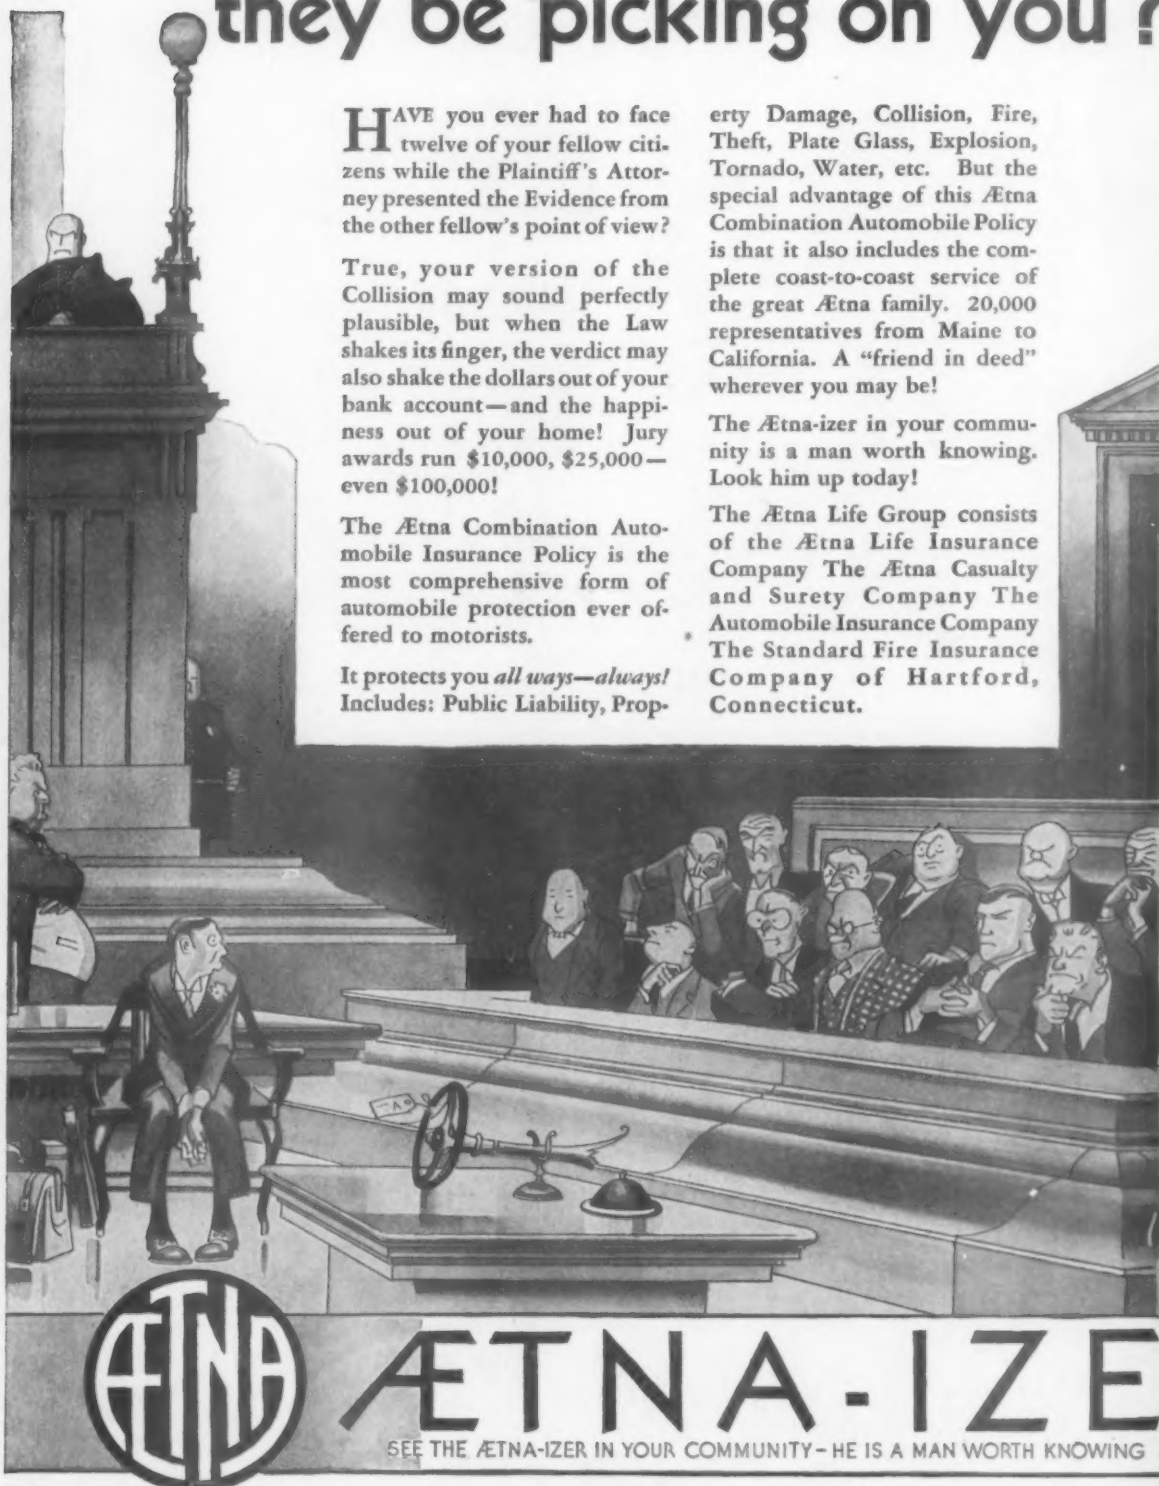 they be picking on you?
HAVE you ever had to face
twelve of your fellow citi-
zens while the Plaintiff's Attor-
ney presented the Evidence from
the other fellow's point of view?
True, your version of the
Collision may sound perfectly
plausible, but when the Law
shakes its finger, the verdict may
also shake the dollars out of your
bank account—and the happi-
ness out of your home! Jury
awards run $10,000, $25,000—
even $100,000!
The Ætna Combination Auto-
mobile Insurance Policy is the
most comprehensive form of
automobile protection ever of-
fered to motorists.
It protects you all ways—always!
Includes: Public Liability, Prop-
erty Damage, Collision, Fire,
Theft, Plate Glass, Explosion,
Tornado, Water, etc. But the
special advantage of this Ætna
Combination Automobile Policy
is that it also includes the com-
plete coast-to-coast service of
the great Ætna family. 20,000
representatives from Maine to
California. A “friend in deed”
wherever you may be!
The Ætna-izer in your commu-
nity is a man worth knowing.
Look him up today!
The Ætna Life Group consists
of the Ætna Life Insurance
Company The Ætna Casualty
and Surety Company The
Automobile Insurance Company
The Standard Fire Insurance
Company of Hartford,
Connecticut.
ÆTNA
ÆTNA-IZE
SEE THE ÆTNA-IZER IN YOUR COMMUNITY - HE IS A MAN WORTH KNOWING